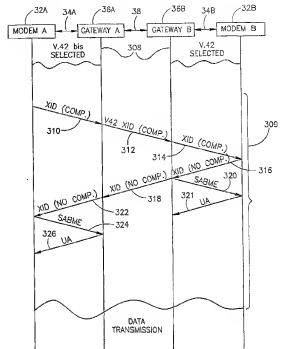 32A 34A 36A 38 36B 34B 32B
MODEM A GATEWAY A GATEWAY B MODEM B
V.42 bis SELECTED
308
V.42 SELECTED
XID (COMP.)
310
V42 XID (COMP.)
312
XID (COMP.)
314
309
XID (NO COMP.)
316
XID (NO COMP.)
318
SABME
320
XID (NO COMP.)
322
321
UA
SABME
324
326
UA
DATA
TRANSMISSION